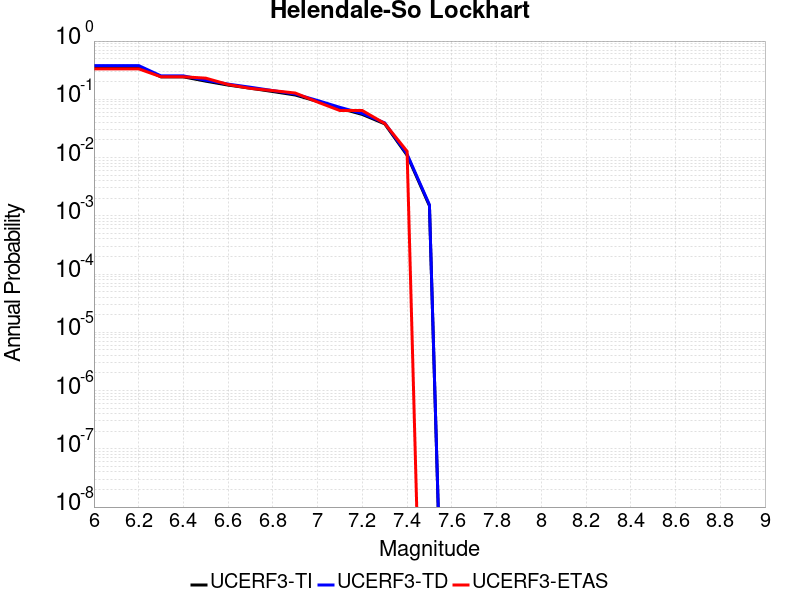 Helendale-So Lockhart
10^0
10^-1
10^-2
10^-3
10^-4
10^-5
10^-6
10^-7
10^-8
Annual Probability
6 6.2 6.4 6.6 6.8 7 7.2 7.4 7.6 7.8 8 8.2 8.4 8.6 8.8 9
Magnitude
UCERF3-TI UCERF3-TD UCERF3-ETAS